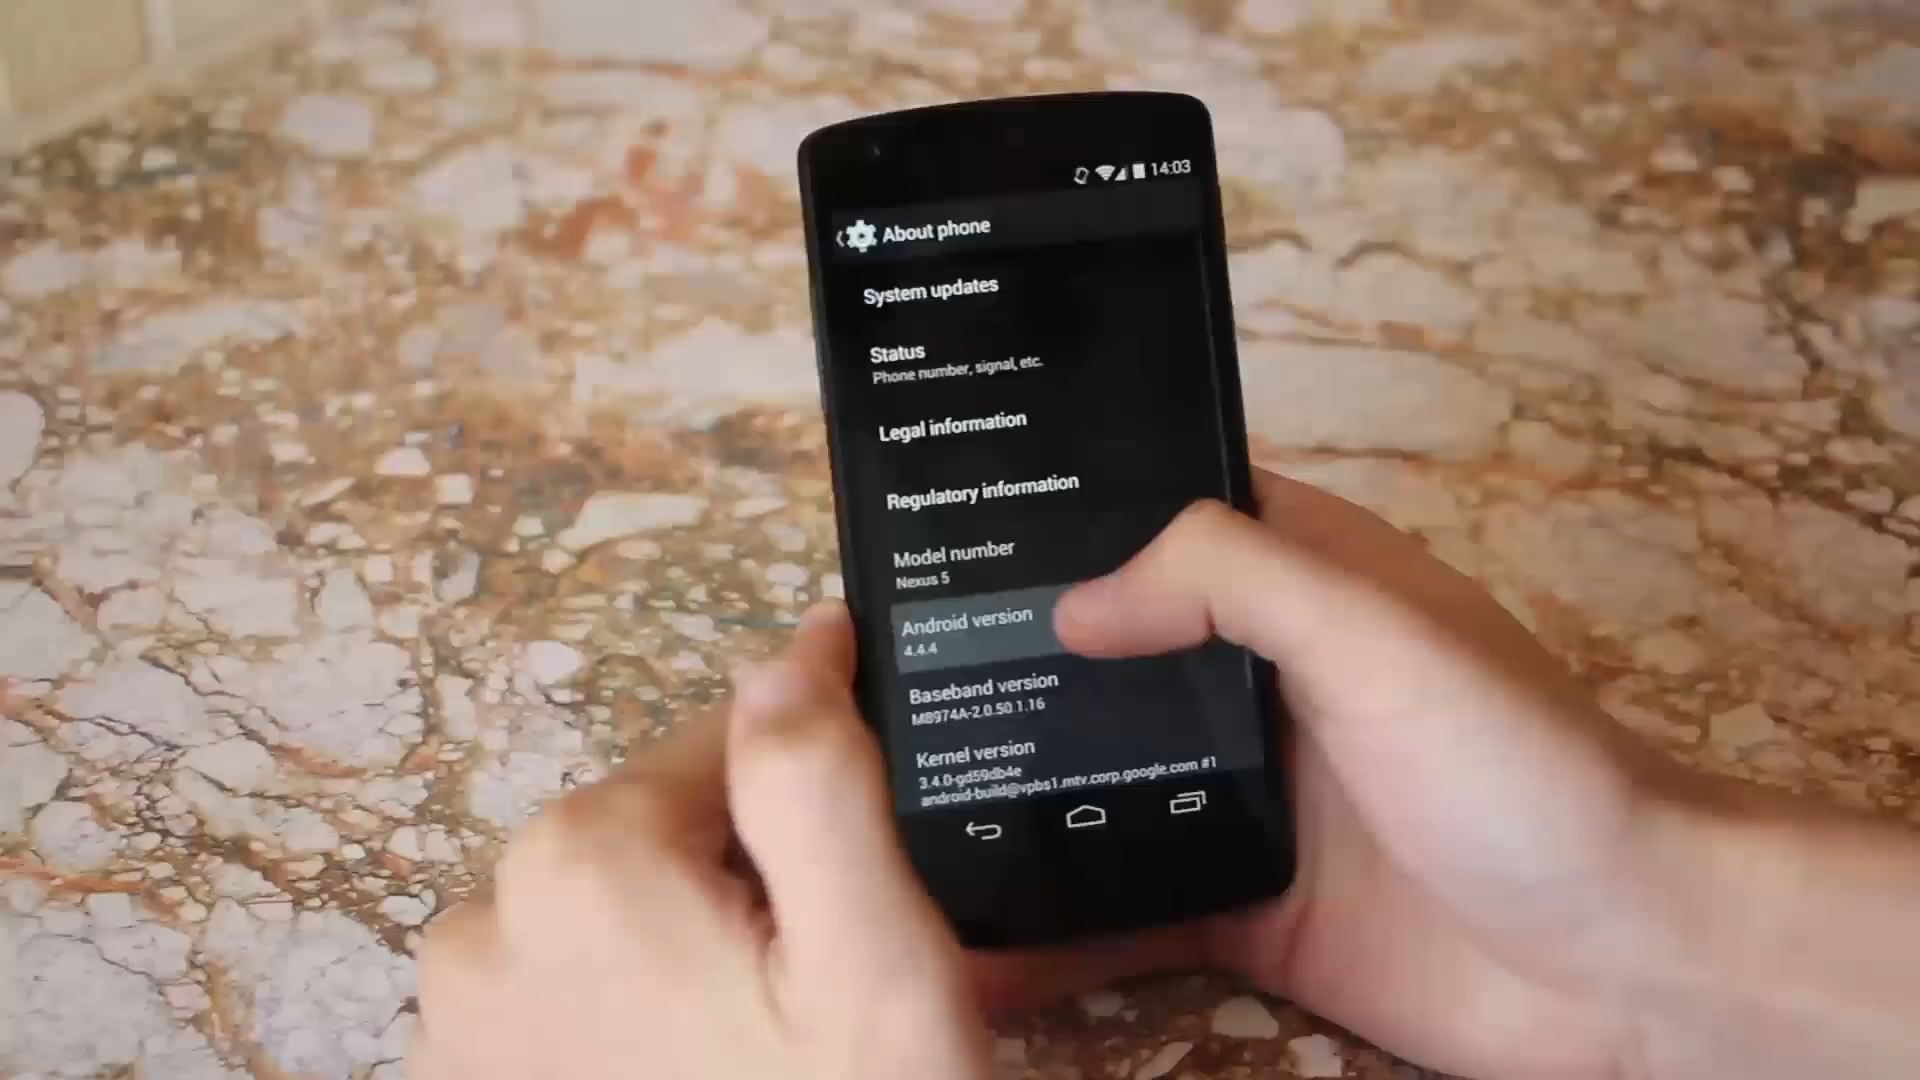 14:03
About phone
System updates
Status
Phone number, signal, etc.
Legal information
Regulatory information
Model number
Nexus 5
Android version
4.4.4
Baseband version
M8974A-2.0.50.1.16
Kernel version
3.4.0-gd59db4e
android-build@vpbs1.mtv.corp.google.com #1